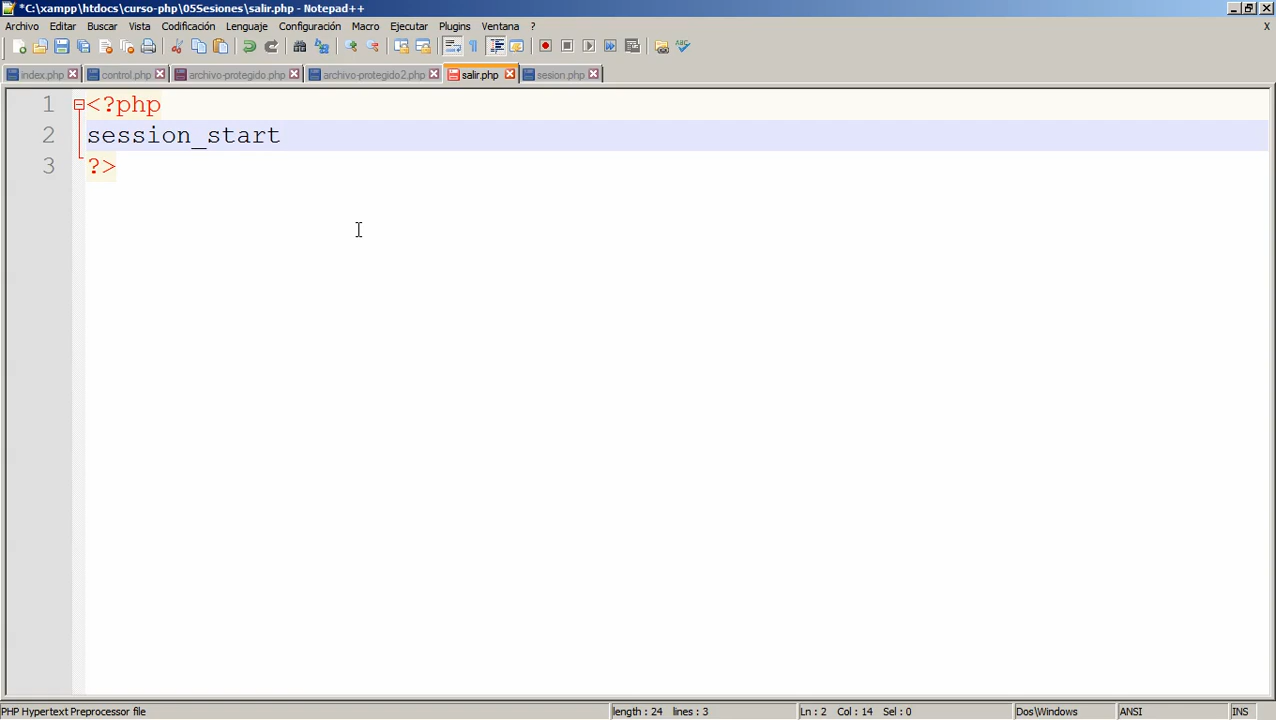 *C:\xampp\htdocs\curso-php\05Sesiones\salir.php - Notepad++
Archivo Editar Buscar Vista Codificación Lenguaje Configuración Macro Ejecutar Plugins Ventana ? X
index.php control.php archivo-protegido.php archivo-protegido2.php salir.php sesion.php
1 <?php
2 session_start
3 ?>
PHP Hypertext Preprocessor file length : 24 lines : 3 Ln : 2 Col : 14 Sel : 0 Dos\Windows ANSI INS